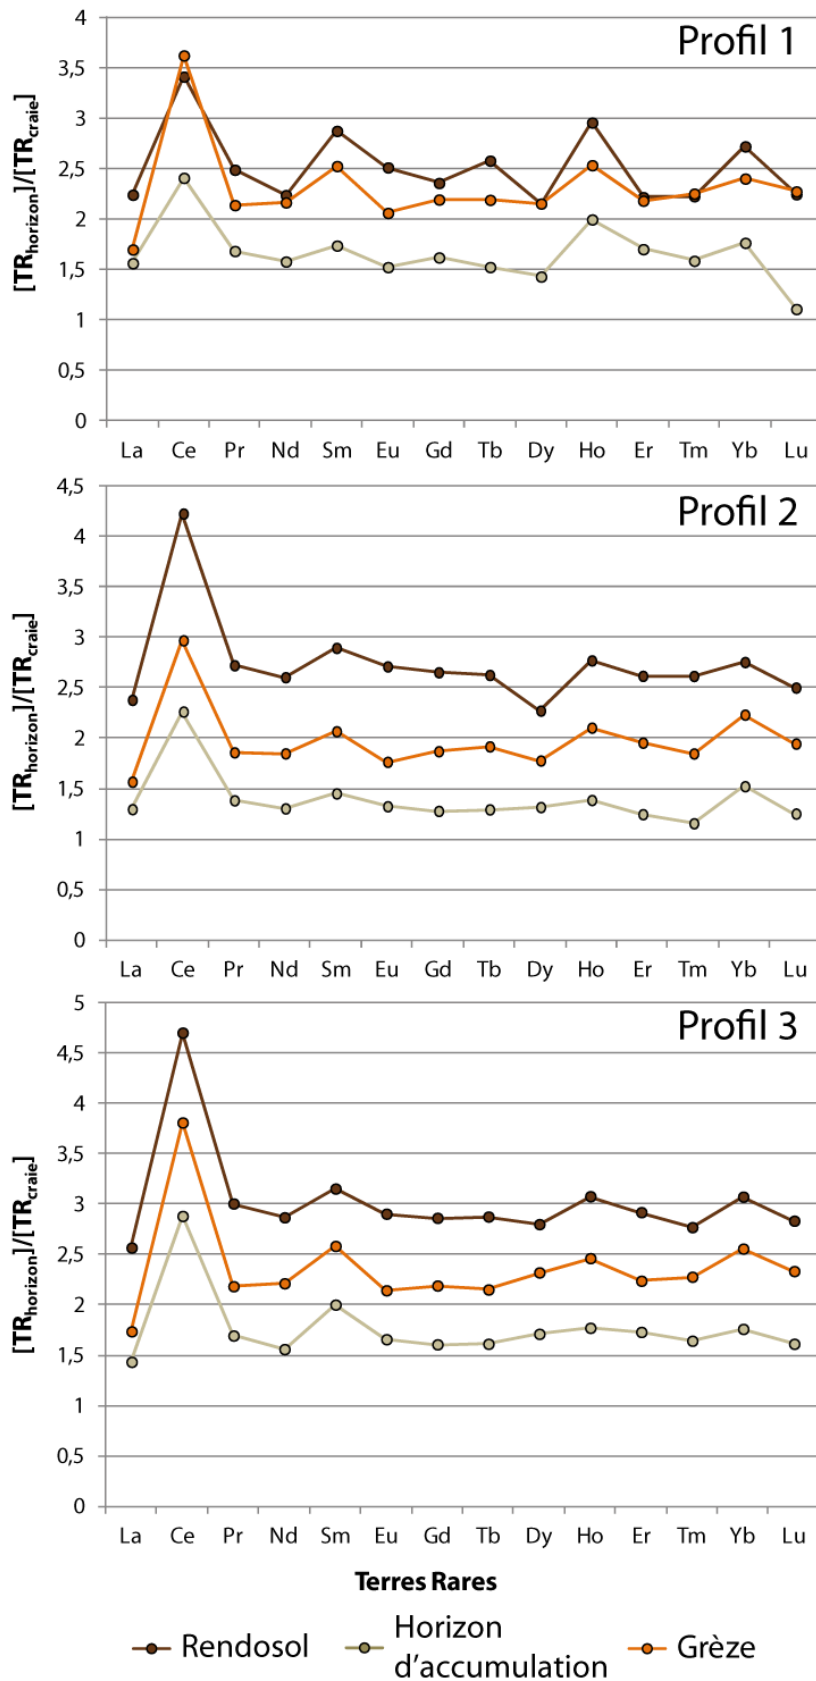 Profil 1
[TRhorizon]/[TRcraie]
4
3,5
3
2,5
2
1,5
1
0,5
0
La Ce Pr Nd Sm Eu Gd Tb Dy Ho Er Tm Yb Lu
Profil 2
[TRhorizon]/[TRcraie]
4,5
4
3,5
3
2,5
2
1,5
1
0,5
0
La Ce Pr Nd Sm Eu Gd Tb Dy Ho Er Tm Yb Lu
Profil 3
[TRhorizon]/[TRcraie]
5
4,5
4
3,5
3
2,5
2
1,5
1
0,5
0
La Ce Pr Nd Sm Eu Gd Tb Dy Ho Er Tm Yb Lu
Terres Rares
Rendosol
Horizon
d’accumulation
Grèze